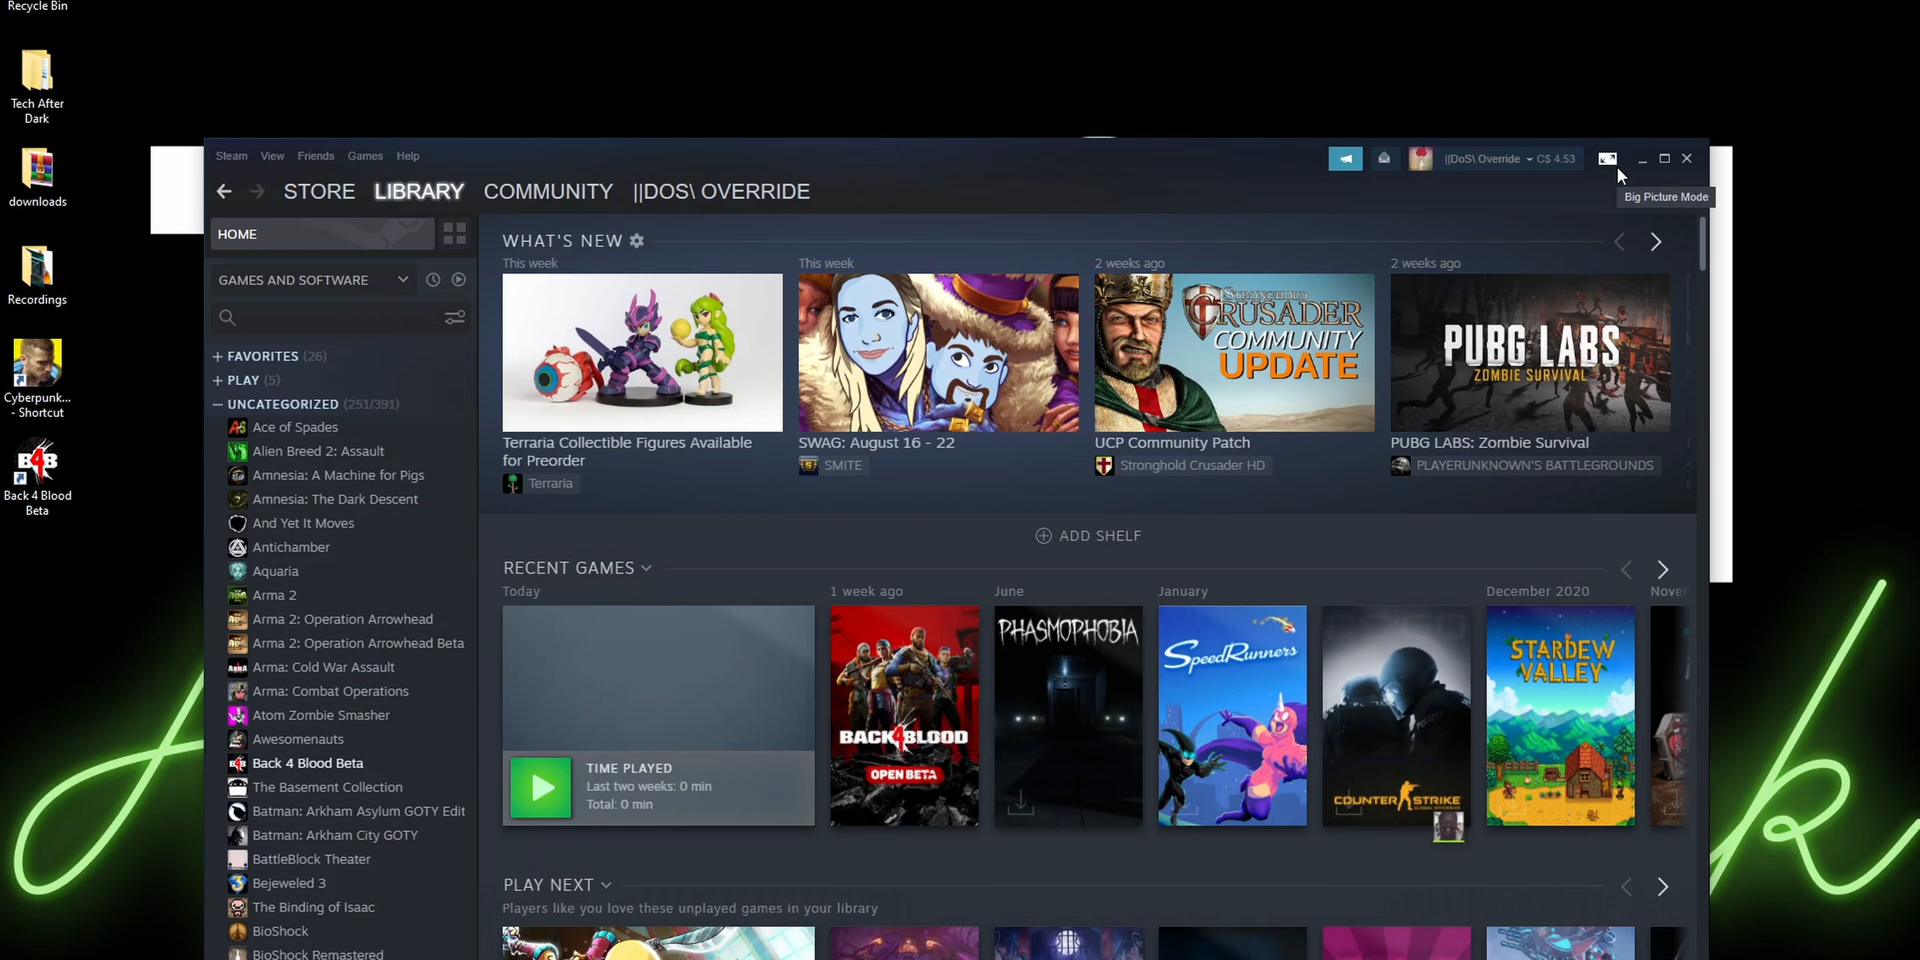 Recycle Bin
Tech After
Dark
downloads
Recordings
Cyberpunk...
- Shortcut
B4B
Back 4 Blood
Beta
Steam View Friends Games Help
||DoS\ Override C$ 4.53
Big Picture Mode
STORE LIBRARY COMMUNITY ||DOS\ OVERRIDE
HOME
GAMES AND SOFTWARE
FAVORITES (26)
PLAY (5)
UNCATEGORIZED (251/391)
Ace of Spades
Alien Breed 2: Assault
Amnesia: A Machine for Pigs
Amnesia: The Dark Descent
And Yet It Moves
Antichamber
Aquaria
Arma 2
Arma 2: Operation Arrowhead
Arma 2: Operation Arrowhead Beta
Arma: Cold War Assault
Arma: Combat Operations
Atom Zombie Smasher
Awesomenauts
Back 4 Blood Beta
The Basement Collection
Batman: Arkham Asylum GOTY Edit
Batman: Arkham City GOTY
BattleBlock Theater
Bejeweled 3
The Binding of Isaac
BioShock
BioShock Remastered
WHAT'S NEW
This week
Terraria Collectible Figures Available
for Preorder
Terraria
This week
SWAG: August 16 - 22
SMITE
2 weeks ago
STRONGHOLD
CRUSADER
COMMUNITY
UPDATE
UCP Community Patch
Stronghold Crusader HD
2 weeks ago
PUBG LABS
ZOMBIE SURVIVAL
PUBG LABS: Zombie Survival
PLAYERUNKNOWN'S BATTLEGROUNDS
ADD SHELF
RECENT GAMES
Today
TIME PLAYED
Last two weeks: 0 min
Total: 0 min
1 week ago
BACK 4 BLOOD
OPEN BETA
June
PHASMOPHOBIA
January
SPEEDRUNNERS
COUNTER STRIKE
GLOBAL OFFENSIVE
December 2020
STARDEW
VALLEY
Nover
PLAY NEXT
Players like you love these unplayed games in your library